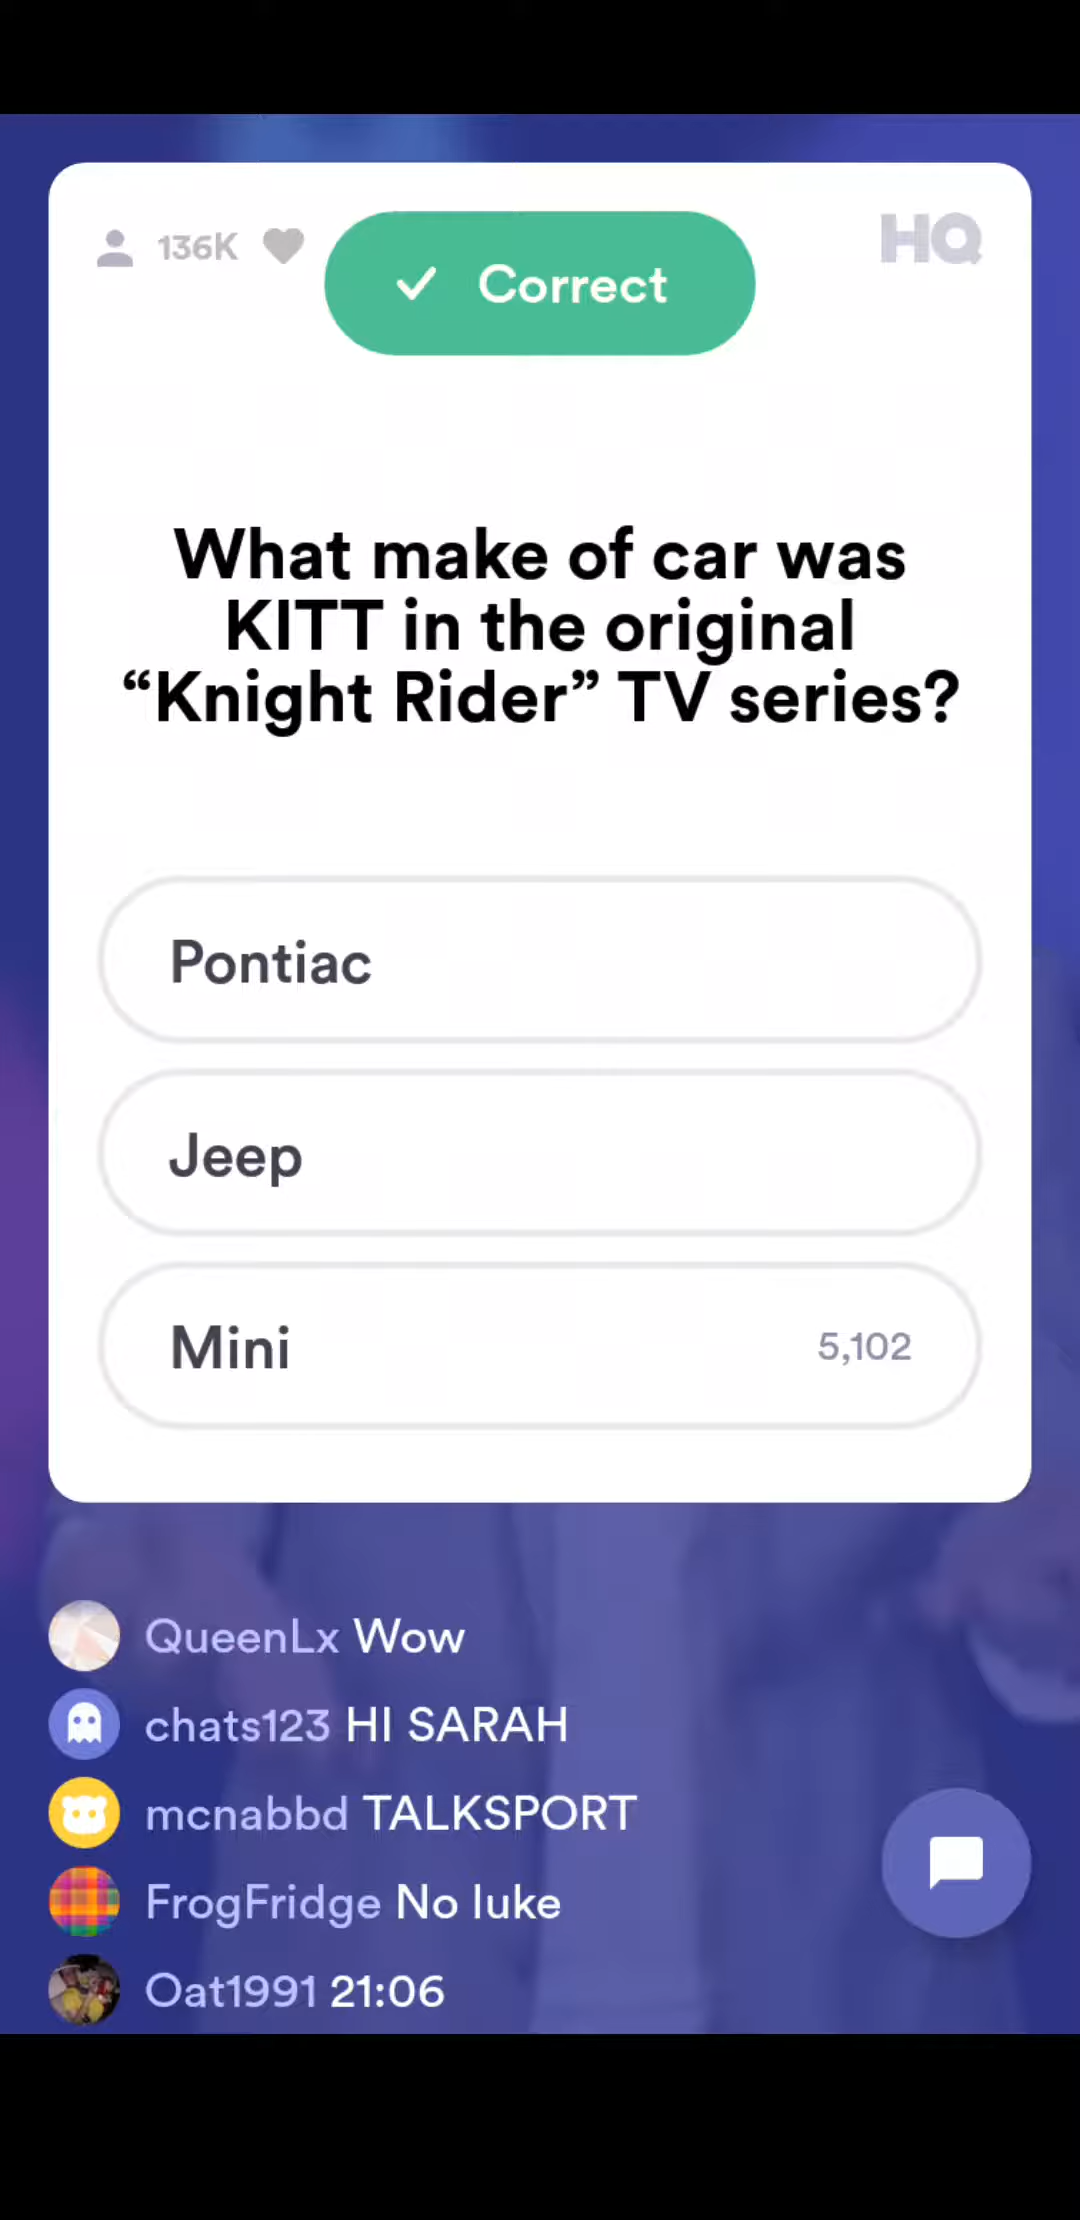 136K
Correct
HQ
What make of car was
KITT in the original
“Knight Rider” TV series?
Pontiac
Jeep
Mini 5,102
QueenLx Wow
chats123 HI SARAH
mcnabbd TALKSPORT
FrogFridge No luke
Oat1991 21:06